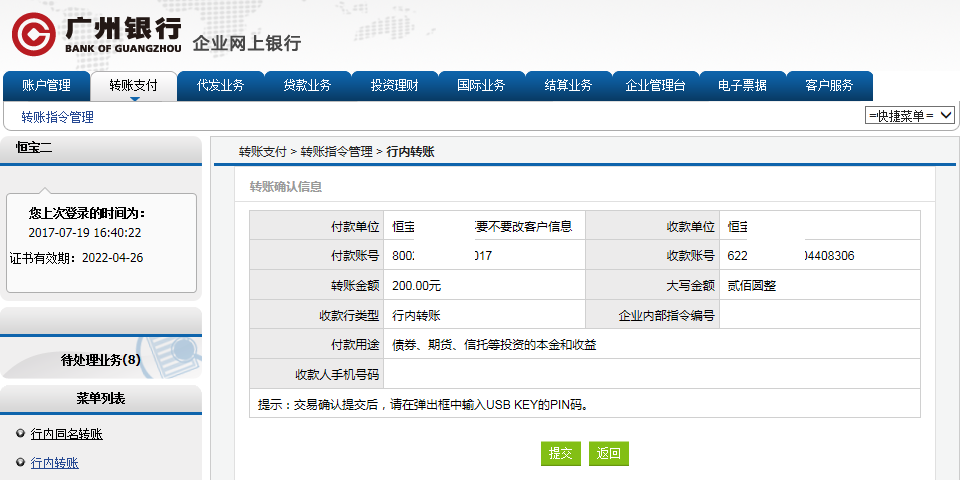 广州银行
BANK OF GUANGZHOU
企业网上银行
账户管理 转账支付 代发业务 贷款业务 投资理财 国际业务 结算业务 企业管理台 电子票据 客户服务
转账指令管理
=快捷菜单=
恒宝二
您上次登录的时间为：
2017-07-19 16:40:22
证书有效期：2022-04-26
待处理业务(8)
菜单列表
行内同名转账
行内转账
转账支付 > 转账指令管理 > 行内转账
转账确认信息
付款单位 恒宝 要不要改客户信息 收款单位 恒宝
付款账号 8002 017 收款账号 622 04408306
转账金额 200.00元 大写金额 贰佰圆整
收款行类型 行内转账 企业内部指令编号
付款用途 债券、期货、信托等投资的本金和收益
收款人手机号码
提示：交易确认提交后，请在弹出框中输入USB KEY的PIN码。
提交 返回